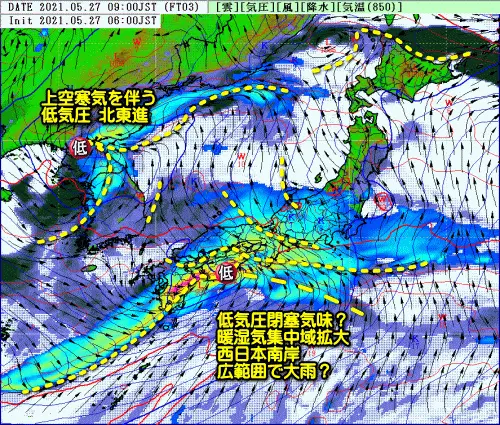 DATE 2021.05.27 09:00JST (FT03)
[雲][気圧][風][降水][気温(850)]
Init 2021.05.27 06:00JST
上空寒気を伴う
低気圧 北東進
低
低
低気圧閉塞気味?
暖湿気集中域拡大
西日本南岸
広範囲で大雨?